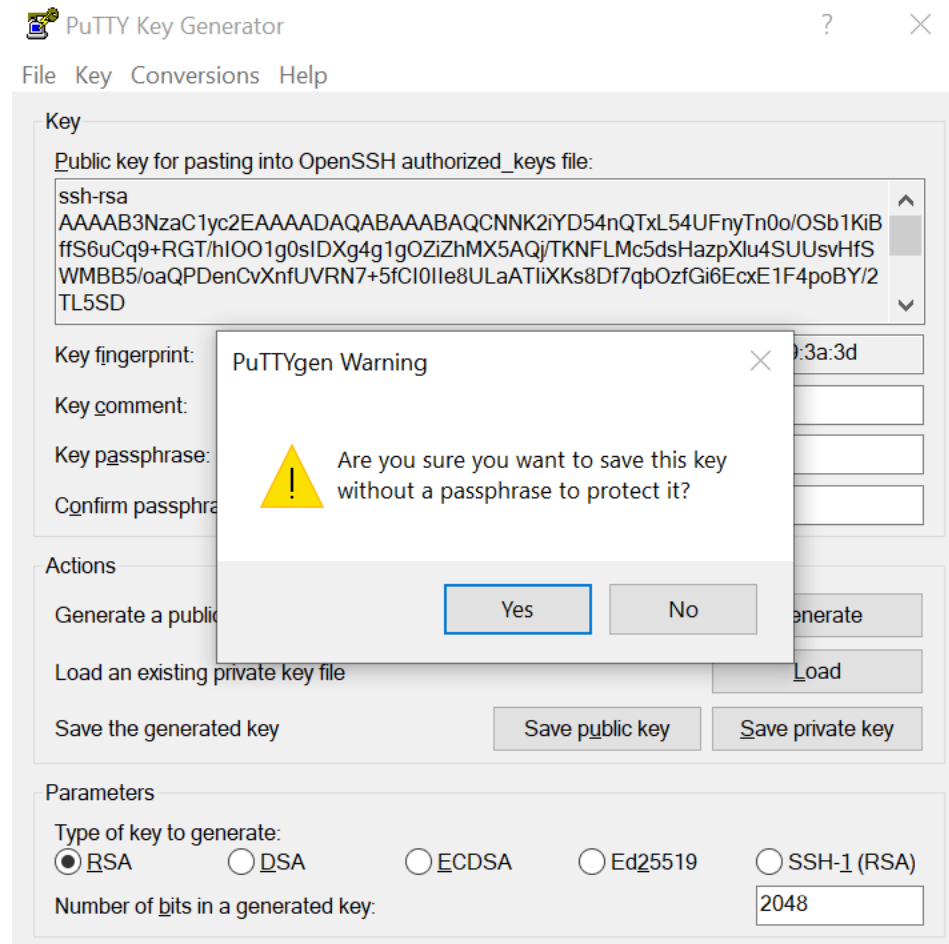 PuTTY Key Generator
File Key Conversions Help
Key
Public key for pasting into OpenSSH authorized_keys file:
ssh-rsa
AAAAB3NzaC1yc2EAAAADAQABAAABAQCNNK2iYD54nQTxL54UFnyTn0o/OSb1KiB
ffS6uCq9+RGT/hIOO1g0sIDXg4g1gOZiZhMX5AQj/TKNFLMc5dsHazpXlu4SUUsvHfS
WMBB5/oaQPDenCvXnfUVRN7+5fCI0IIe8ULaATIiXKs8Df7qbOzfGi6EcxE1F4poBY/2
TL5SD
Key fingerprint:
:3a:3d
Key comment:
Key passphrase:
Confirm passphra
PuTTYgen Warning
Are you sure you want to save this key
without a passphrase to protect it?
Yes No
Actions
Generate a public
enerate
Load an existing private key file
Load
Save the generated key
Save public key
Save private key
Parameters
Type of key to generate:
RSA DSA ECDSA Ed25519 SSH-1 (RSA)
Number of bits in a generated key:
2048